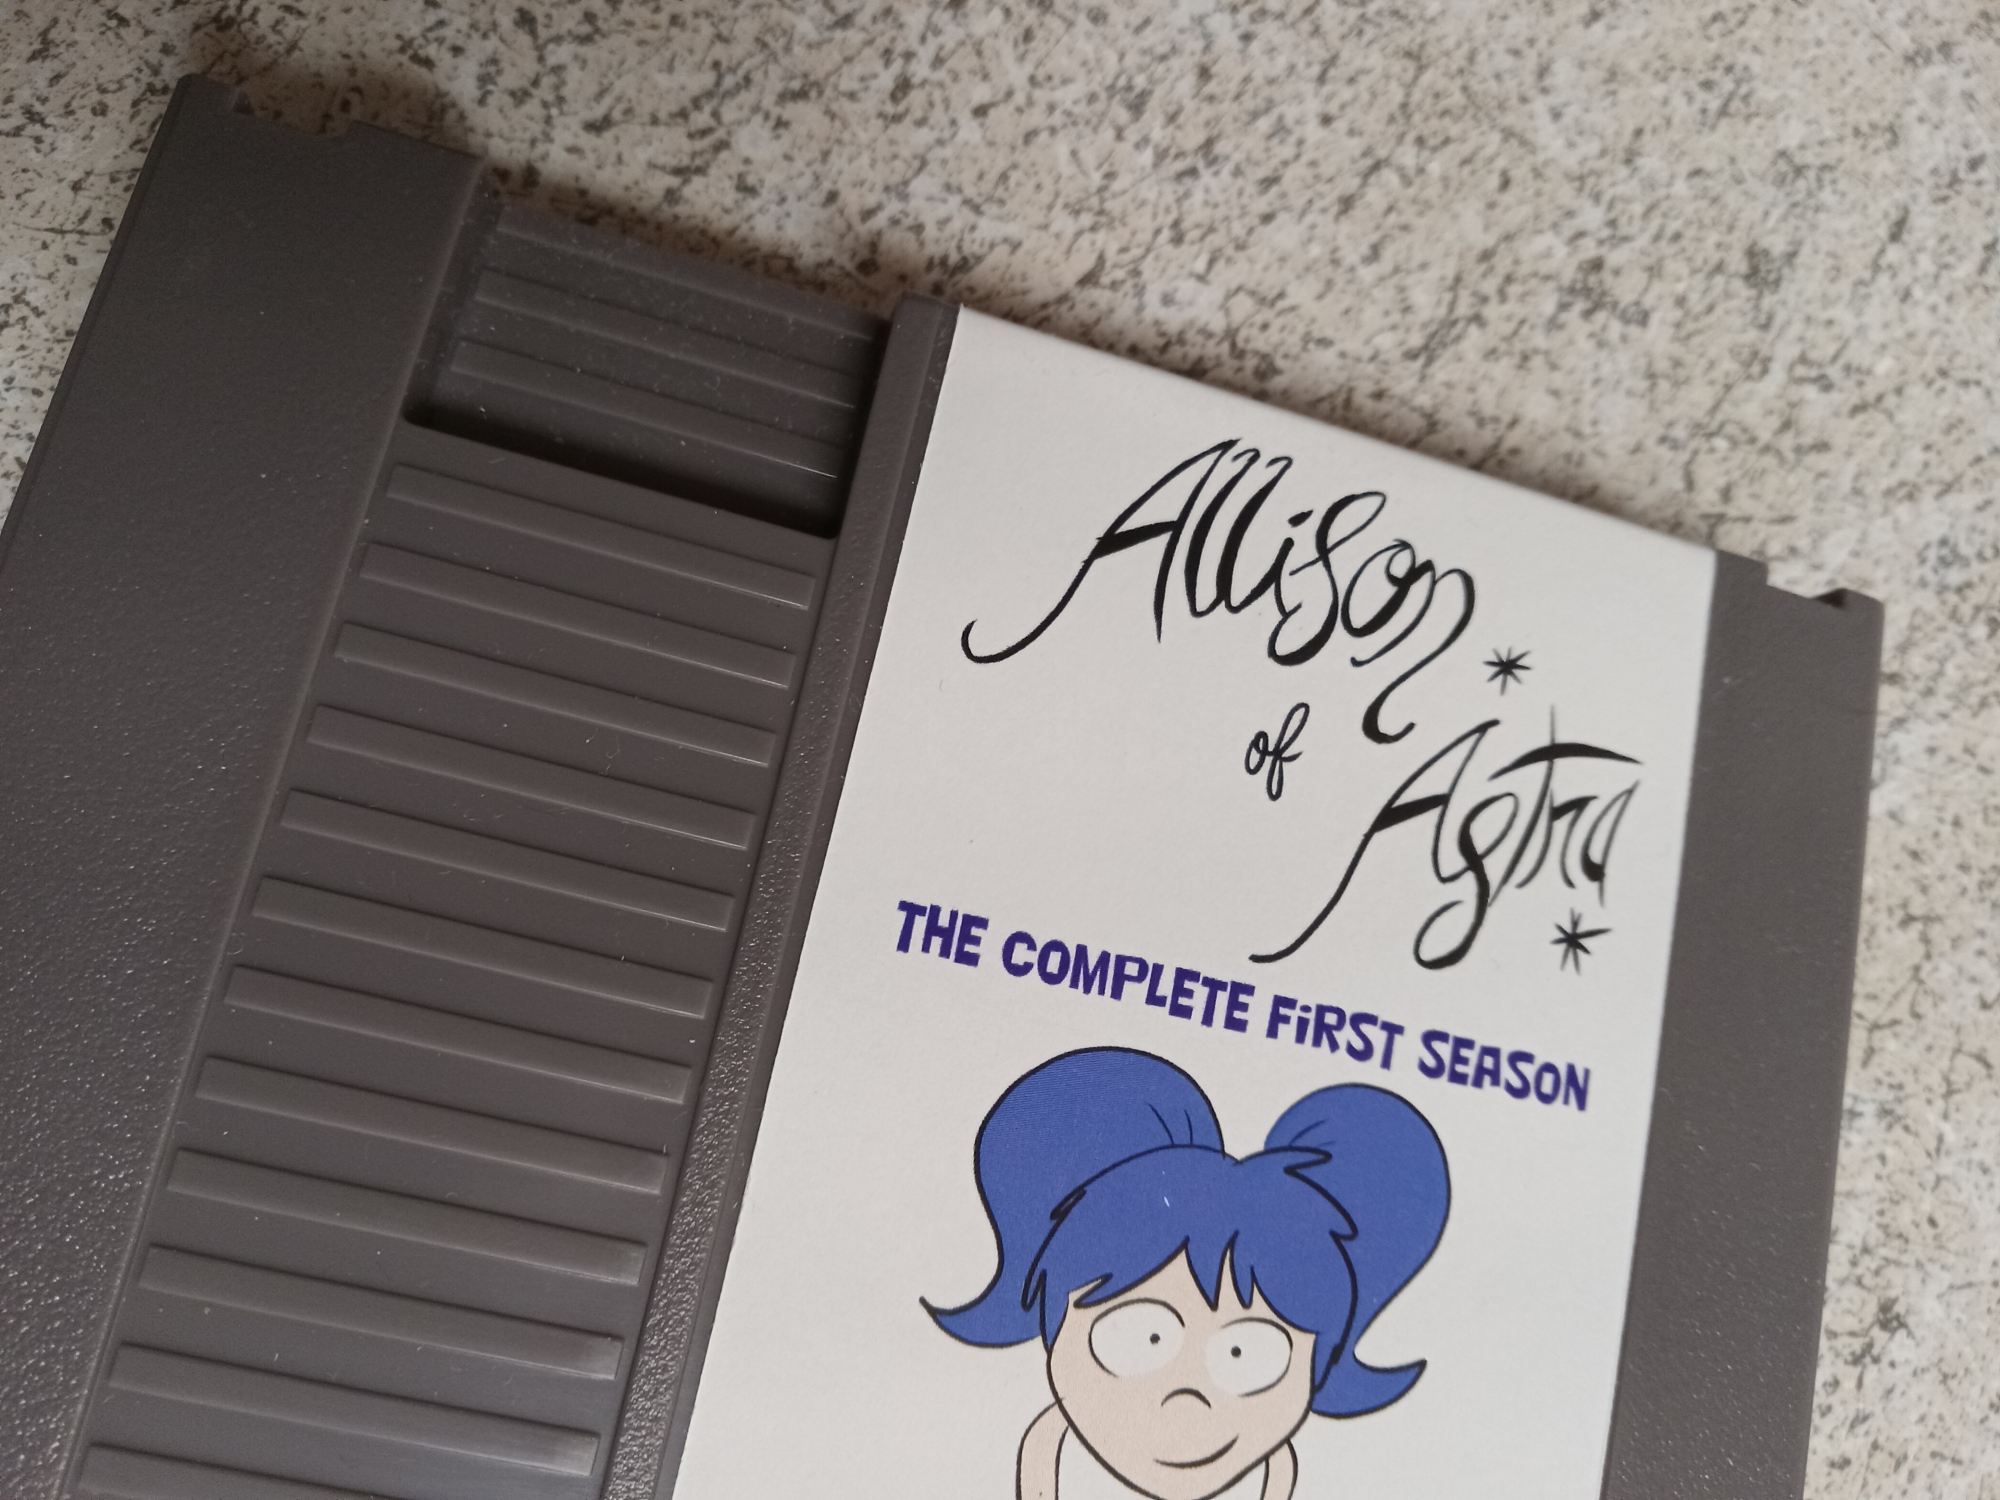 Allison
of
Astra
THE COMPLETE FiRST SEASON